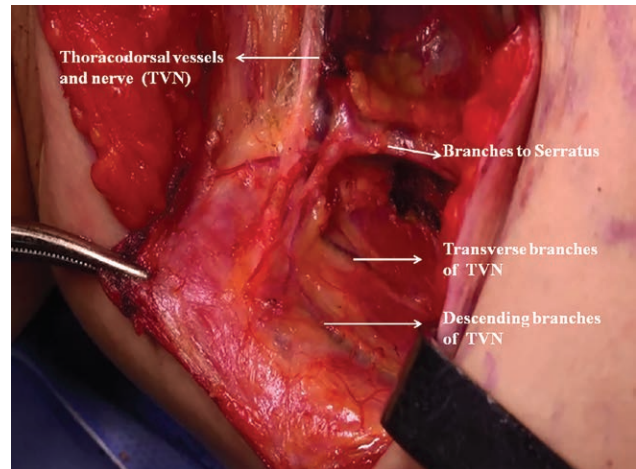 Thoracodorsal vessels
and nerve (TVN)
Branches to Serratus
Transverse branches
of TVN
Descending branches
of TVN